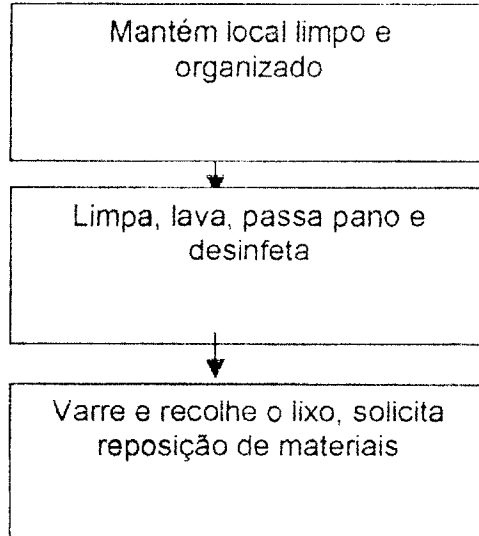 Mantém local limpo e
organizado
Limpa, lava, passa pano e
desinfeta
Varre e recolhe o lixo, solicita
reposição de materiais